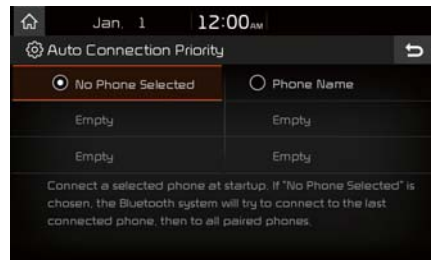 Jan. 1 12:00 AM
Auto Connection Priority
No Phone Selected Phone Name
Empty Empty
Empty Empty
Connect a selected phone at startup. If "No Phone Selected" is
chosen, the Bluetooth system will try to connect to the last
connected phone, then to all paired phones.